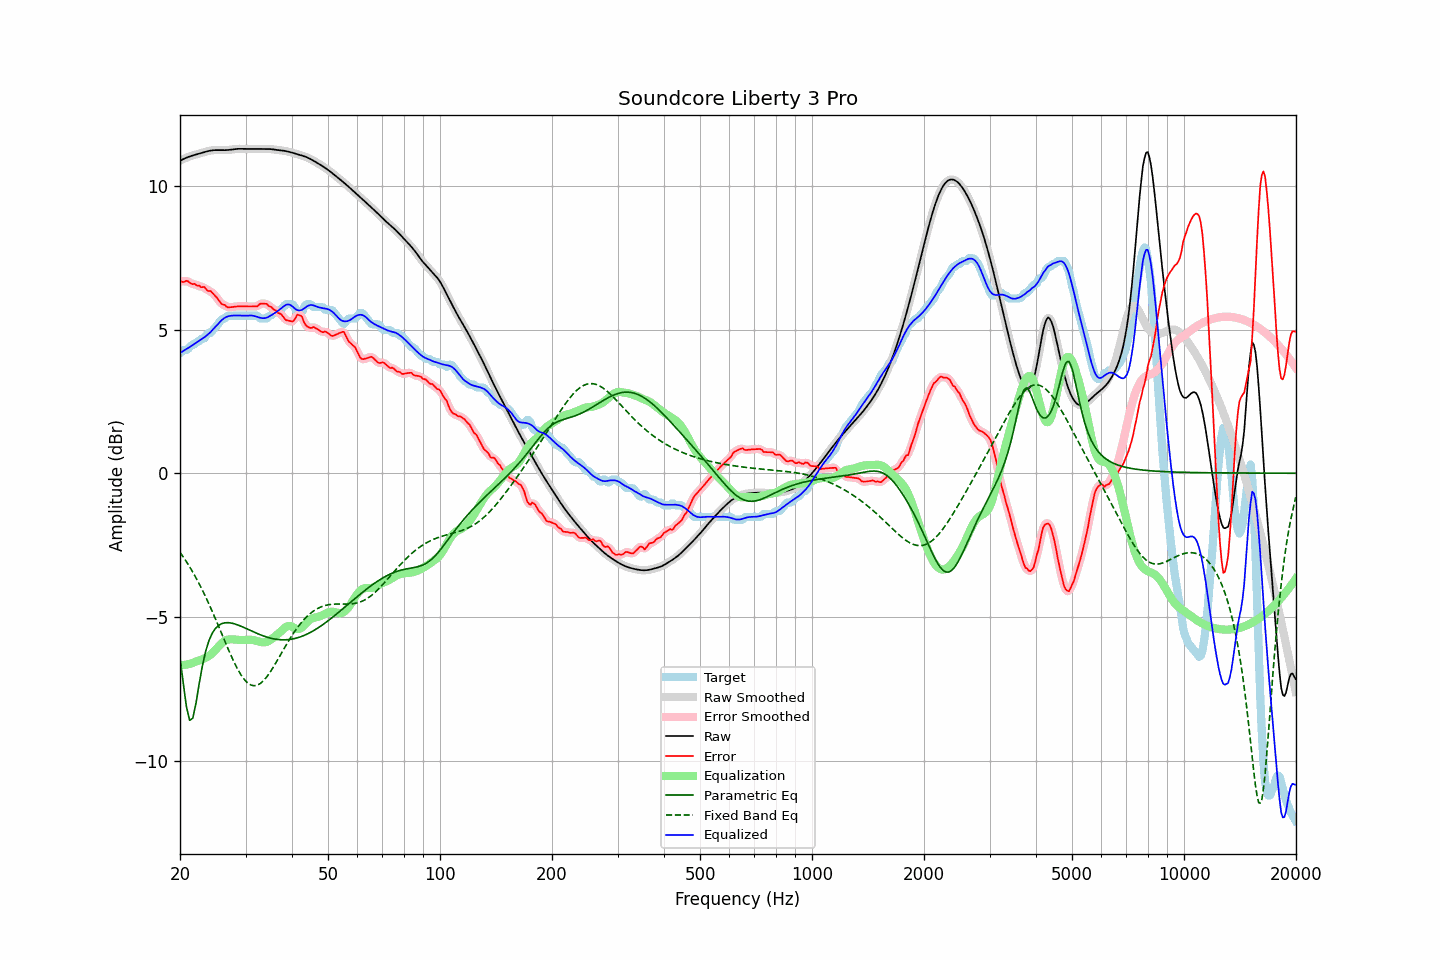 Soundcore Liberty 3 Pro
Amplitude (dBr)
10
5
0
−5
−10
Target
Raw Smoothed
Error Smoothed
Raw
Error
Equalization
Parametric Eq
Fixed Band Eq
Equalized
20 50 100 200 500 1000 2000 5000 10000 20000
Frequency (Hz)